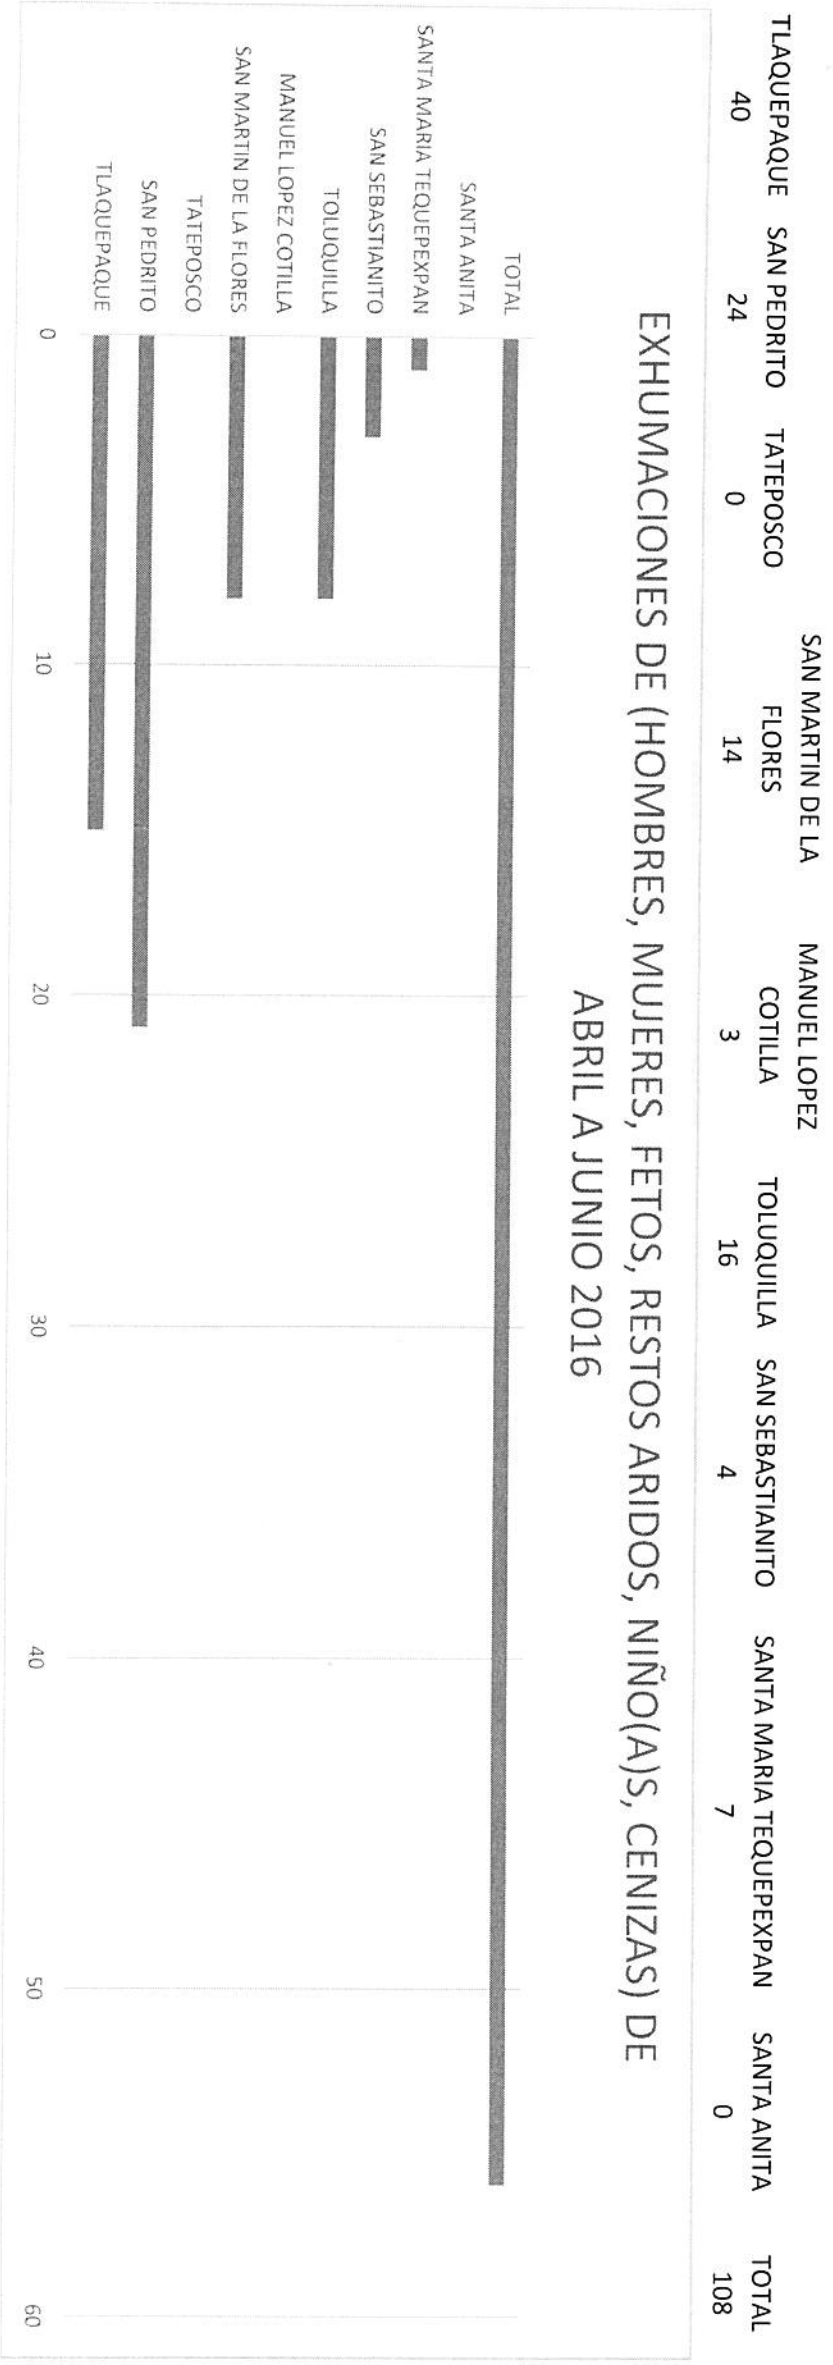 SAN MARTIN DE LA MANUEL LOPEZ
TLAQUEPAQUE SAN PEDRITO TATEPOSCO FLORES COTILLA TOLUQUILLA SAN SEBASTIANITO SANTA MARIA TEQUEPEXPAN SANTA ANITA TOTAL
40 24 0 14 3 16 4 7 0 108
EXHUMACIONES DE (HOMBRES, MUJERES, FETOS, RESTOS ARIDOS, NIÑO(A)S, CENIZAS) DE
ABRIL A JUNIO 2016
TOTAL
SANTA ANITA
SANTA MARIA TEQUEPEXPAN
SAN SEBASTIANITO
TOLUQUILLA
MANUEL LOPEZ COTILLA
SAN MARTIN DE LA FLORES
TATEPOSCO
SAN PEDRITO
TLAQUEPAQUE
0 10 20 30 40 50 60